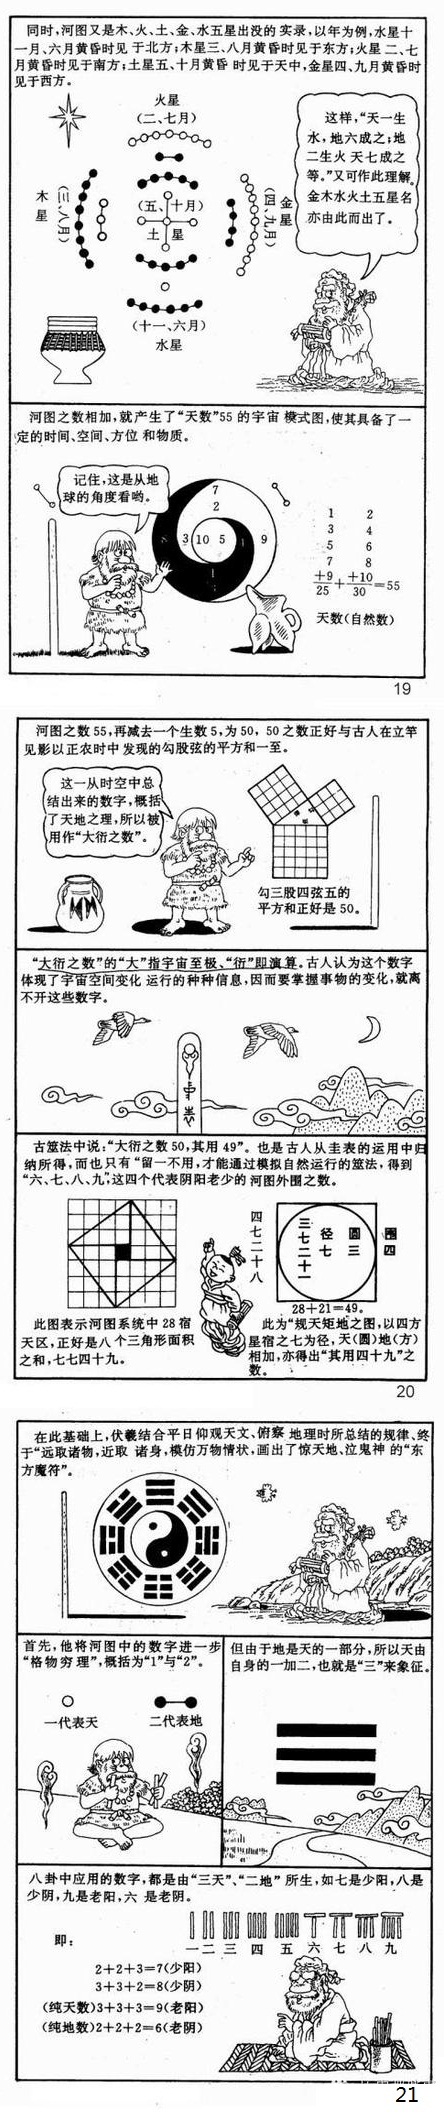 同时,河图又是木、火、土、金、水五星出没的实录,以年为例,水星十
一月、六月黄昏时见于北方;木星三、八月黄昏时见于东方;火星二、七
月黄昏时见于南方;土星五、十月黄昏时见于天中,金星四、九月黄昏时
见于西方。
火星
(二、七月)
木星
(三、八月)
(五、十月)
土星
金星
(四、九月)
(十一、六月)
水星
这样,“天一生
水,地六成之;地
二生火 天七成之
等。”又可作此理解。
金木水火土五星名
亦由此而出了。
河图之数相加,就产生了“天数”55的宇宙模式图,使其具备了一
定的时间、空间、方位和物质。
记住,这是从地
球的角度看哟。
7
2
8 3 10 5 4 9
1
1 2
3 4
5 6
7 8
+9/25 + +10/30 =55
天数(自然数)
19
河图之数55,再减去一个生数5,为50,50之数正好与古人在立竿
见影以正农时中发现的勾股弦的平方和一至。
这一从时空中总
结出来的数字,概括
了天地之理,所以被
用作“大衍之数”。
勾三股四弦五的
平方和正好是50。
“大衍之数”的“大”指宇宙至极、“衍”即演算。古人认为这个数字
体现了宇宙空间变化运行的种种信息,因而要掌握事物的变化,就离
不开这些数字。
古筮法中说:“大衍之数50,其用49”。也是古人从圭表的运用中归
纳所得,而也只有“留一不用,才能通过模拟自然运行的筮法,得到
“六、七、八、九”,这四个代表阴阳老少的河图外围之数。
四七二十八
三七二十一
径七
圆三
围四
28+21=49。
此图表示河图系统中28宿
天区,正好是八个三角形面积
之和,七七四十九。
此为“规天矩地之图,以四方
星宿之七为径,天(圆)地(方)
相加,亦得出“其用四十九”之
数。
20
在此基础上,伏羲结合平日仰观天文、俯察地理时所总结的规律、终
于“远取诸物,近取诸身,模仿万物情状,画出了惊天地、泣鬼神的“东
方魔符”。
首先,他将河图中的数字进一步
“格物穷理”,概括为“1”与“2”。
一代表天
二代表地
但由于地是天的一部分,所以天由
自身的一加二,也就是“三”来象征。
八卦中应用的数字,都是由“三天”、“二地”所生,如七是少阳,八是
少阴,九是老阳,六是老阴。
一二三四五六七八九
即:
2+2+3=7(少阳)
3+3+2=8(少阴)
(纯天数)3+3+3=9(老阳)
(纯地数)2+2+2=6(老阴)
21